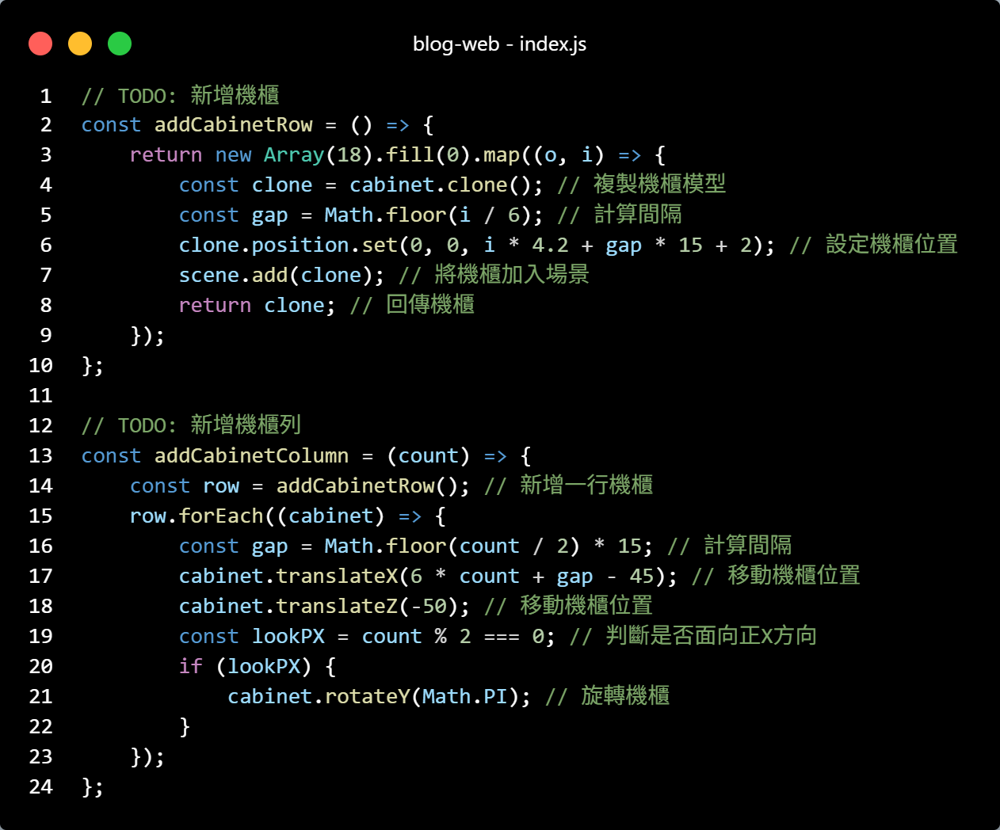 blog-web - index.js
1 // TODO: 新增機櫃
2 const addCabinetRow = () => {
3     return new Array(18).fill(0).map((o, i) => {
4         const clone = cabinet.clone(); // 複製機櫃模型
5         const gap = Math.floor(i / 6); // 計算間隔
6         clone.position.set(0, 0, i * 4.2 + gap * 15 + 2); // 設定機櫃位置
7         scene.add(clone); // 將機櫃加入場景
8         return clone; // 回傳機櫃
9     });
10 };
11
12 // TODO: 新增機櫃列
13 const addCabinetColumn = (count) => {
14     const row = addCabinetRow(); // 新增一行機櫃
15     row.forEach((cabinet) => {
16         const gap = Math.floor(count / 2) * 15; // 計算間隔
17         cabinet.translateX(6 * count + gap - 45); // 移動機櫃位置
18         cabinet.translateZ(-50); // 移動機櫃位置
19         const lookPX = count % 2 === 0; // 判斷是否面向正X方向
20         if (lookPX) {
21             cabinet.rotateY(Math.PI); // 旋轉機櫃
22         }
23     });
24 };